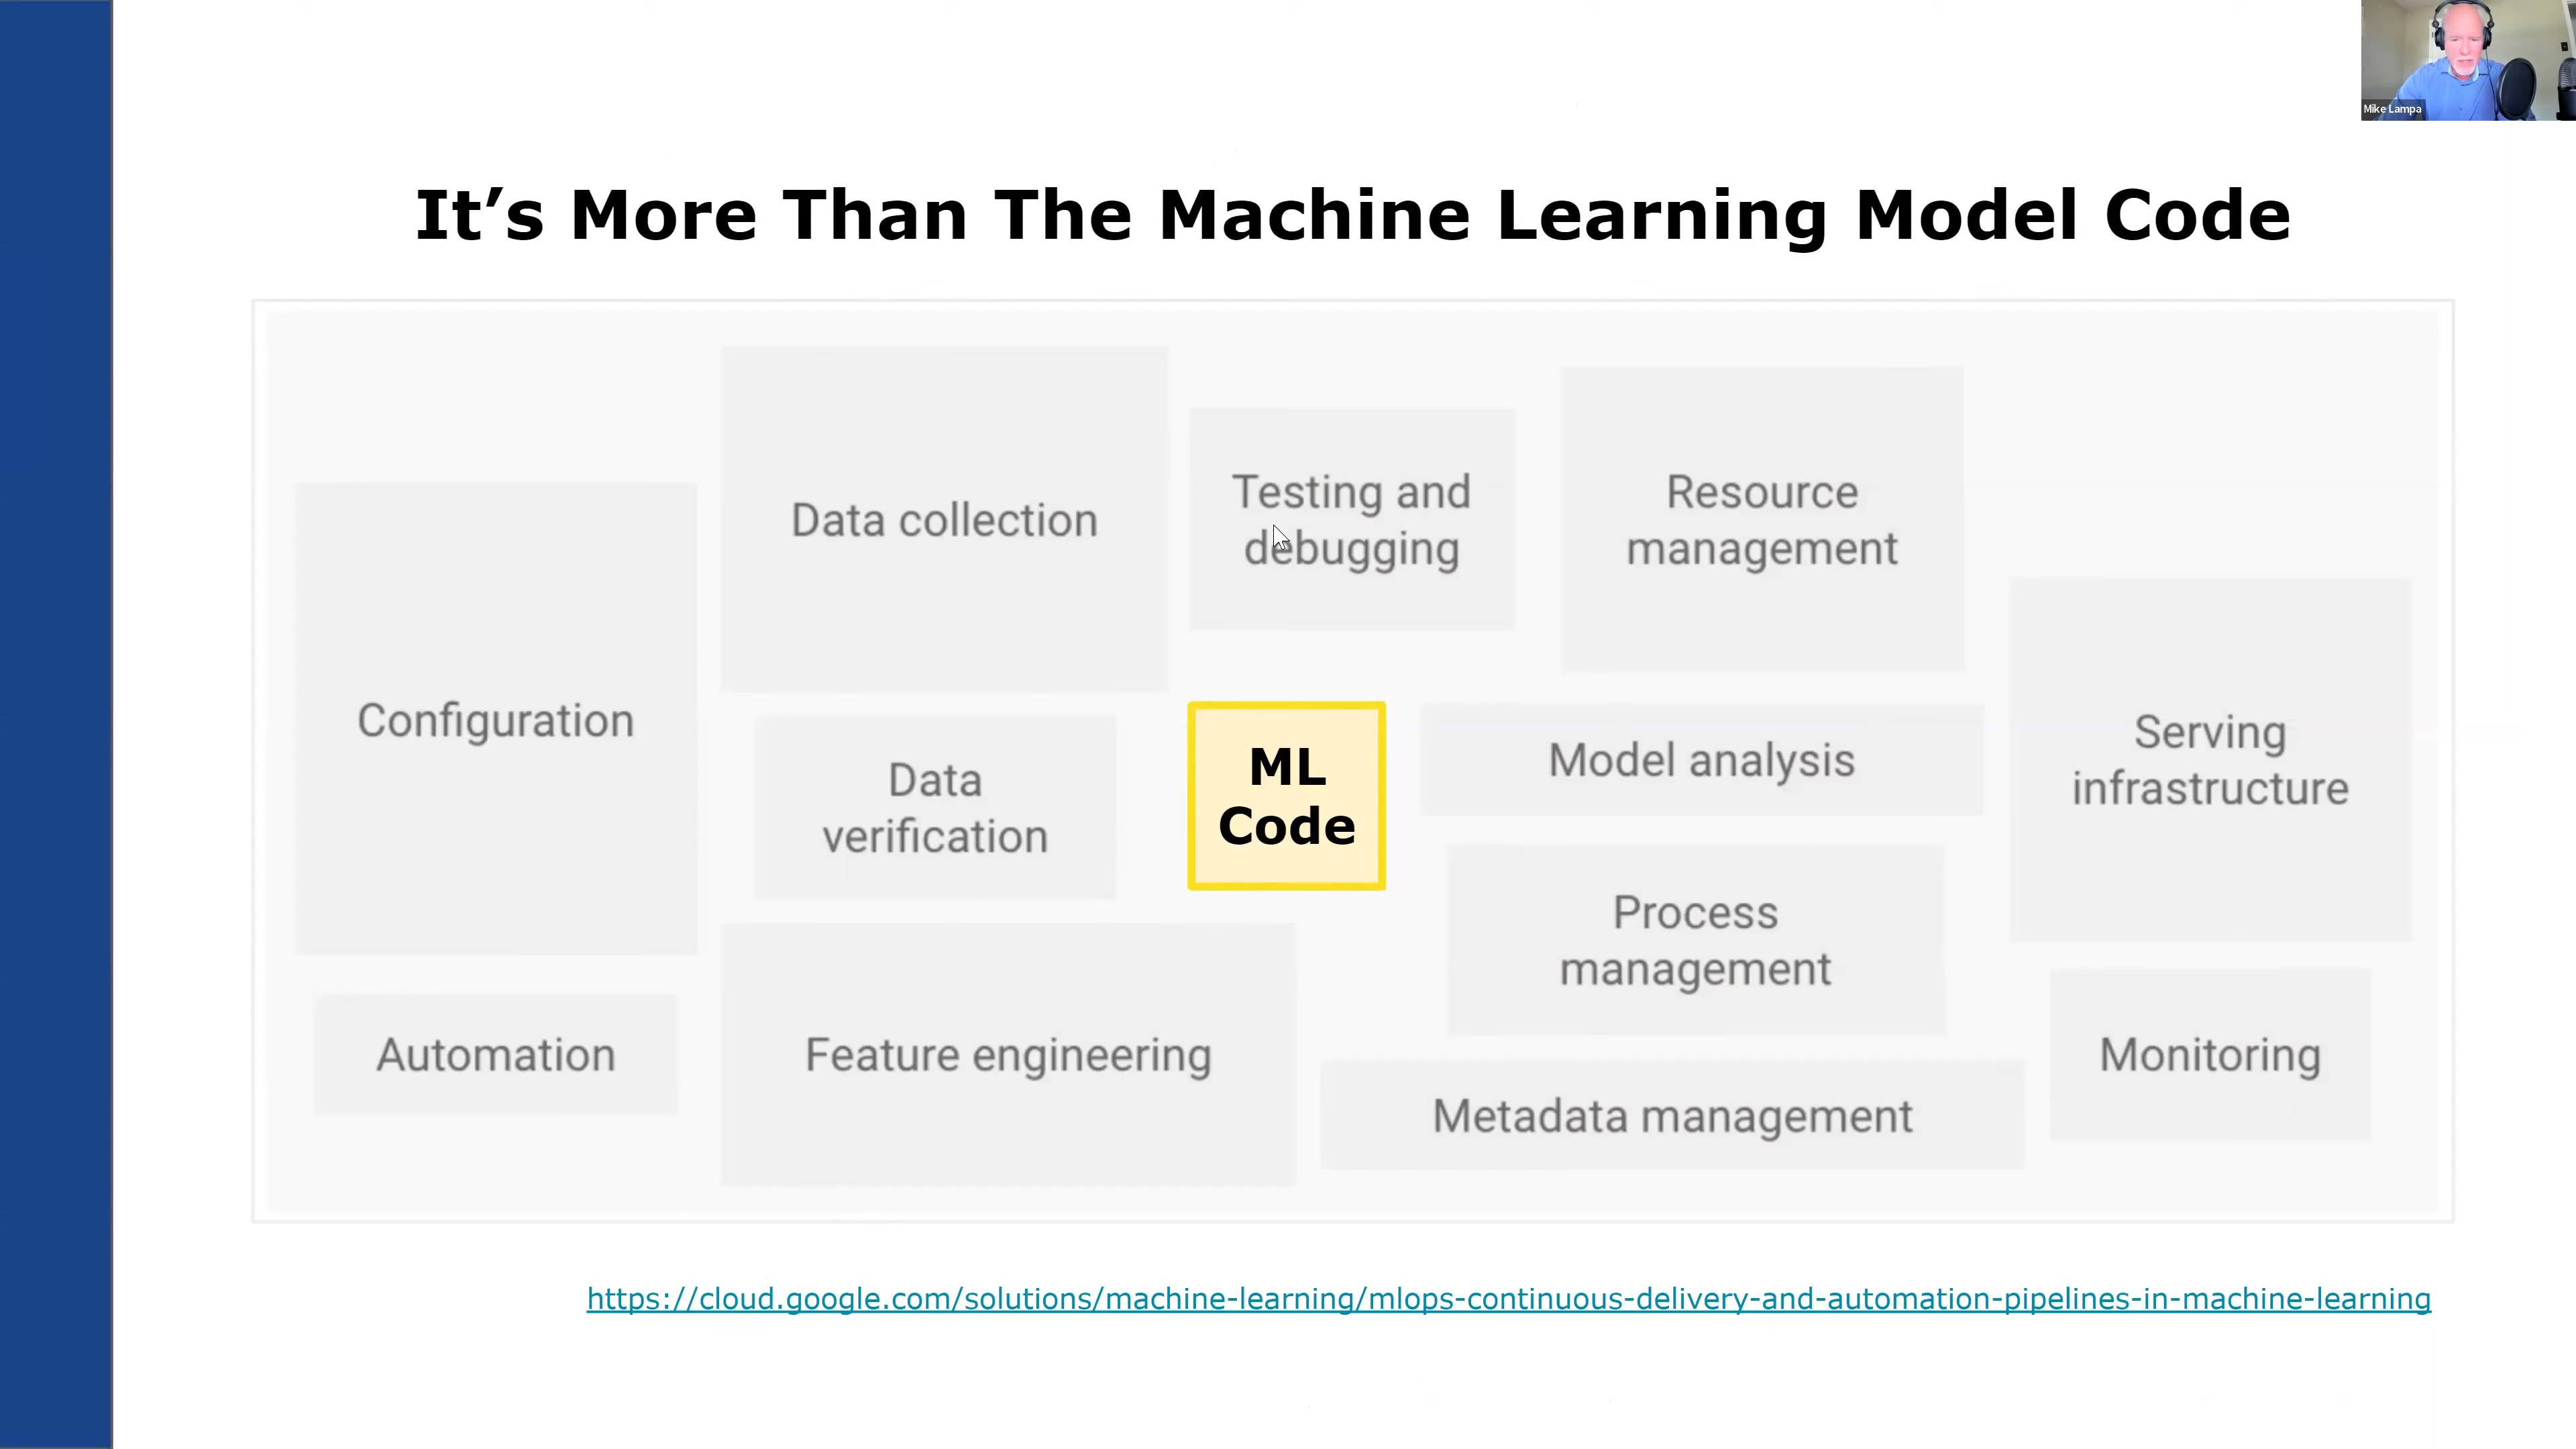 Mike Lampa
It’s More Than The Machine Learning Model Code
Data collection
Testing and
debugging
Resource
management
Configuration
Data
verification
ML
Code
Model analysis
Serving
infrastructure
Process
management
Automation
Feature engineering
Metadata management
Monitoring
https://cloud.google.com/solutions/machine-learning/mlops-continuous-delivery-and-automation-pipelines-in-machine-learning